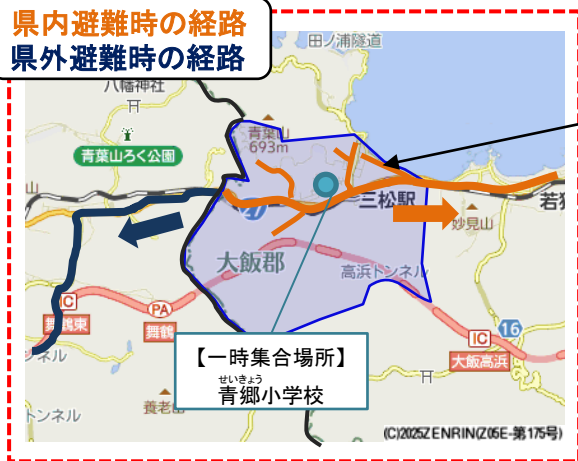 県内避難時の経路
県外避難時の経路
田ノ浦隧道
八幡神社
青葉山
693m
青葉山ろく公園
山
27
三松駅
若狭
妙見山
大飯郡
高浜トンネル
IC
舞鶴東
PA
舞鶴
16
IC
大飯高浜
【一時集合場所】
せいきょう
青郷小学校
ネル
トンネル
養老山
(C)2025ZENRIN(Z05E-第175号)